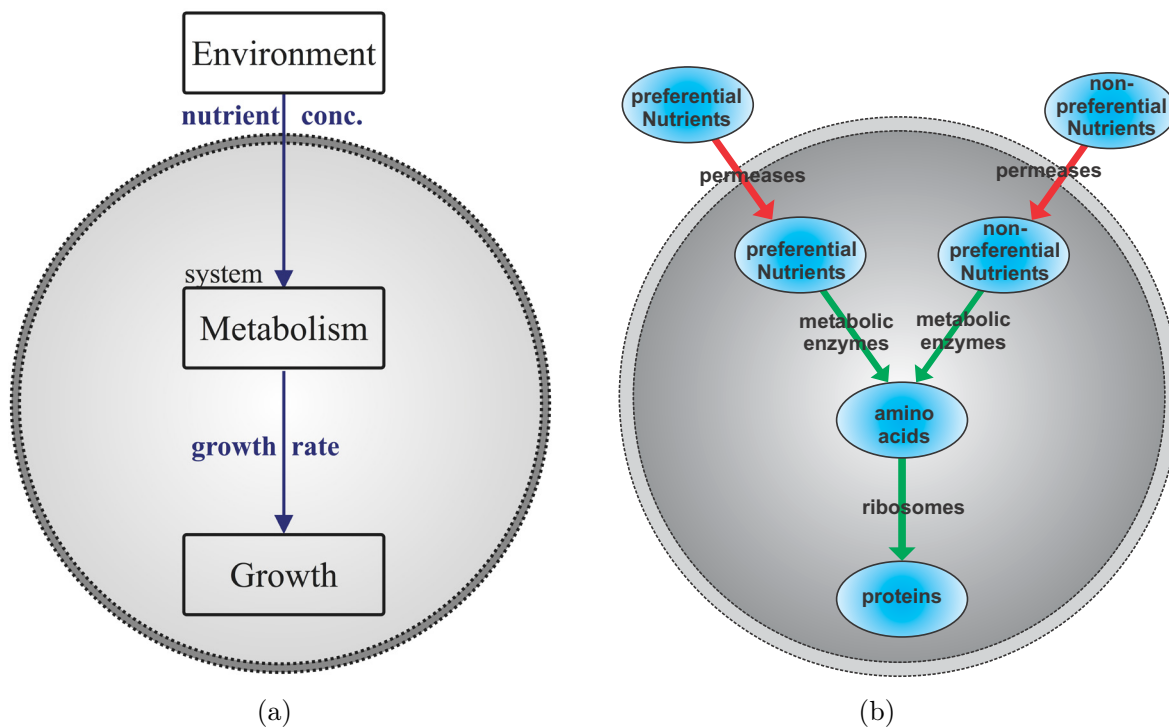 Environment
nutrient conc.
system
Metabolism
growth rate
Growth
(a)
preferential
Nutrients
non-
preferential
Nutrients
permeases
permeases
preferential
Nutrients
non-
preferential
Nutrients
metabolic
enzymes
metabolic
enzymes
amino
acids
ribosomes
proteins
(b)